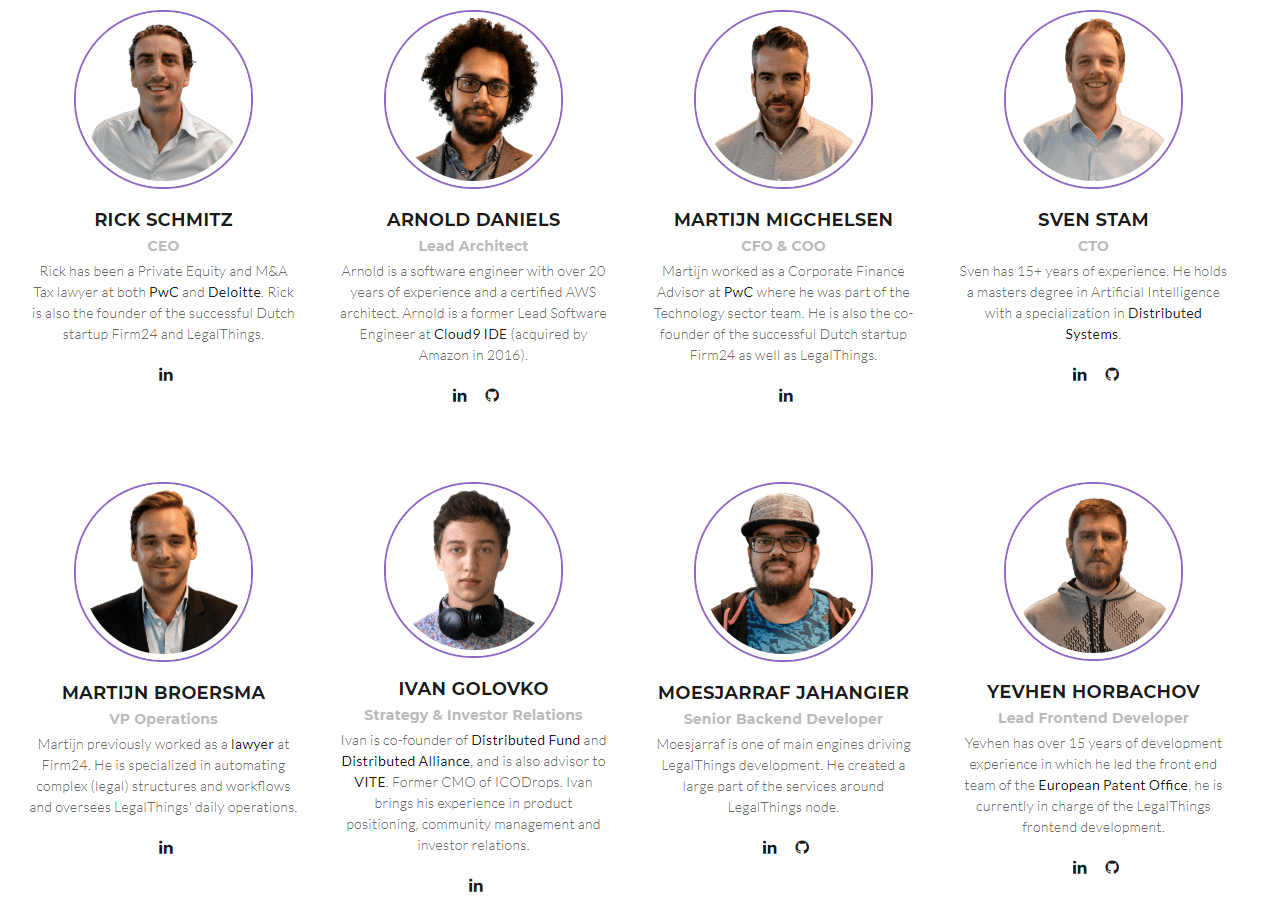 RICK SCHMITZ
CEO
Rick has been a Private Equity and M&A
Tax lawyer at both PwC and Deloitte. Rick
is also the founder of the successful Dutch
startup Firm24 and LegalThings.
in
ARNOLD DANIELS
Lead Architect
Arnold is a software engineer with over 20
years of experience and a certified AWS
architect. Arnold is a former Lead Software
Engineer at Cloud9 IDE (acquired by
Amazon in 2016).
in
MARTIJN MIGCHELSEN
CFO & COO
Martijn worked as a Corporate Finance
Advisor at PwC where he was part of the
Technology sector team. He is also the co-
founder of the successful Dutch startup
Firm24 as well as LegalThings.
in
SVEN STAM
CTO
Sven has 15+ years of experience. He holds
a masters degree in Artificial Intelligence
with a specialization in Distributed
Systems.
in
MARTIJN BROERSMA
VP Operations
Martijn previously worked as a lawyer at
Firm24. He is specialized in automating
complex (legal) structures and workflows
and oversees LegalThings' daily operations.
in
IVAN GOLOVKO
Strategy & Investor Relations
Ivan is co-founder of Distributed Fund and
Distributed Alliance, and is also advisor to
VITE. Former CMO of ICODrops. Ivan
brings his experience in product
positioning, community management and
investor relations.
in
MOESJARRAF JAHANGIER
Senior Backend Developer
Moesjarraf is one of main engines driving
LegalThings development. He created a
large part of the services around
LegalThings node.
in
YEVHEN HORBACHOV
Lead Frontend Developer
Yevhen has over 15 years of development
experience in which he led the front end
team of the European Patent Office, he is
currently in charge of the LegalThings
frontend development.
in